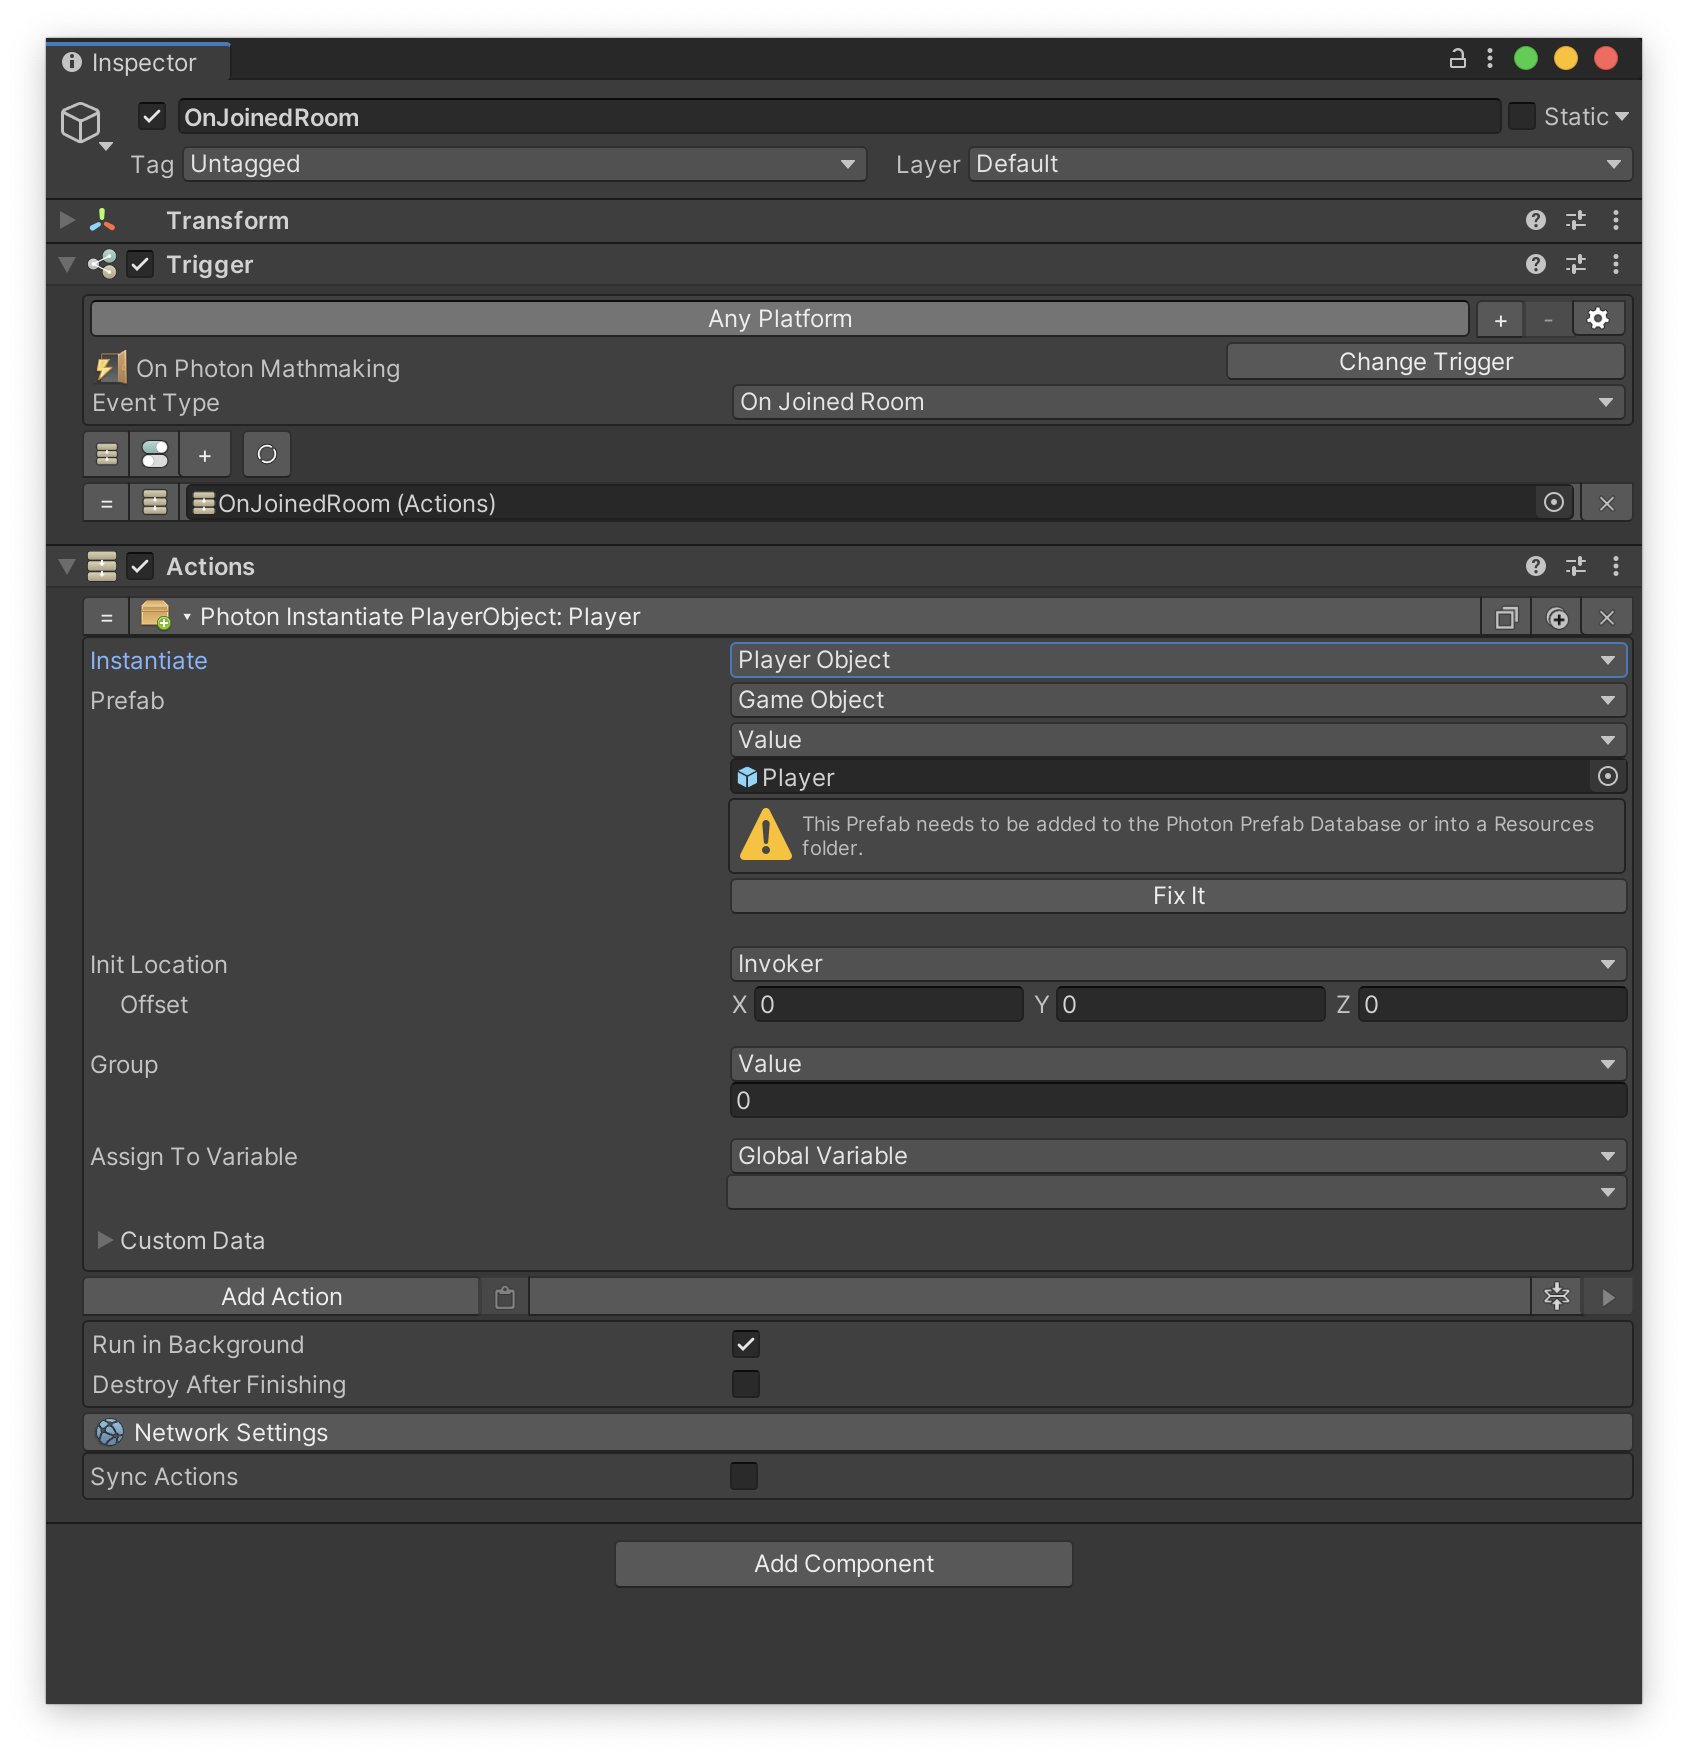 Inspector
OnJoinedRoom
Static
Tag Untagged Layer Default
Transform
Trigger
Any Platform
+ -
On Photon Mathmaking
Change Trigger
Event Type On Joined Room
+
= OnJoinedRoom (Actions)
Actions
= Photon Instantiate PlayerObject: Player
Instantiate Player Object
Prefab Game Object
Value
Player
This Prefab needs to be added to the Photon Prefab Database or into a Resources
folder.
Fix It
Init Location Invoker
Offset X 0 Y 0 Z 0
Group Value
0
Assign To Variable Global Variable
Custom Data
Add Action
Run in Background
Destroy After Finishing
Network Settings
Sync Actions
Add Component